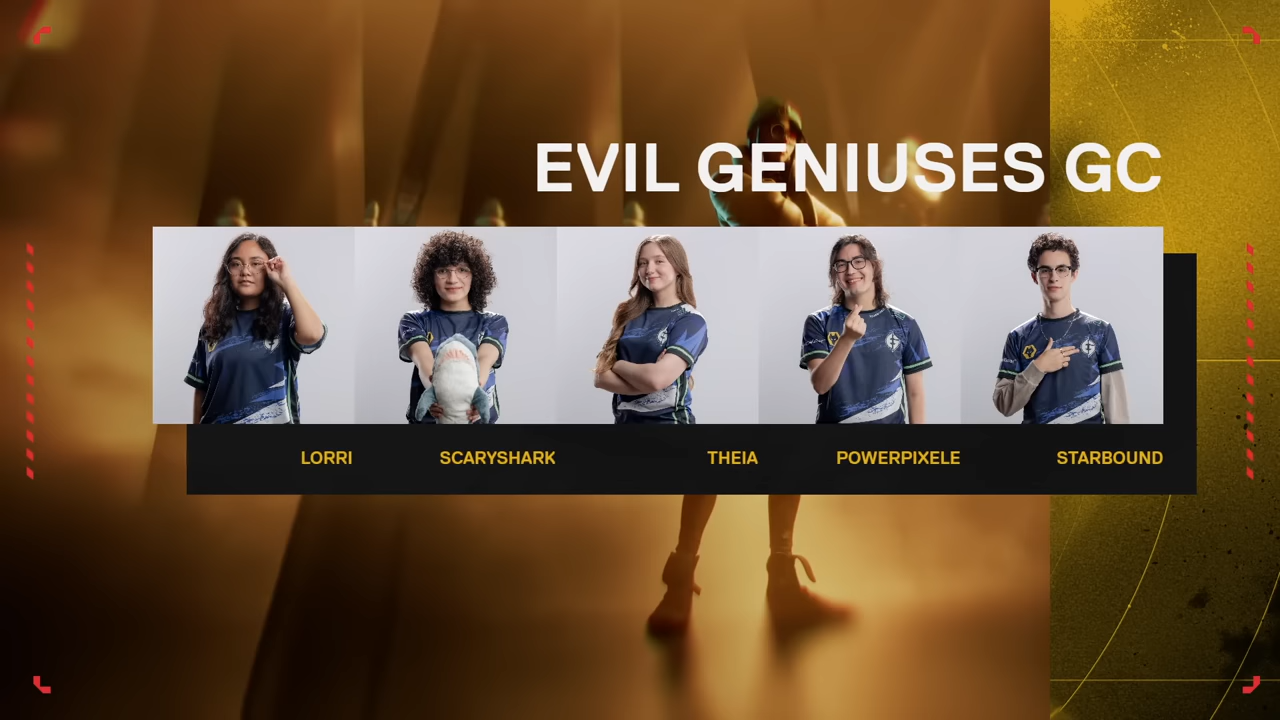 EVIL GENIUSES GC
LORRI
SCARYSHARK
THEIA
POWERPIXELE
STARBOUND